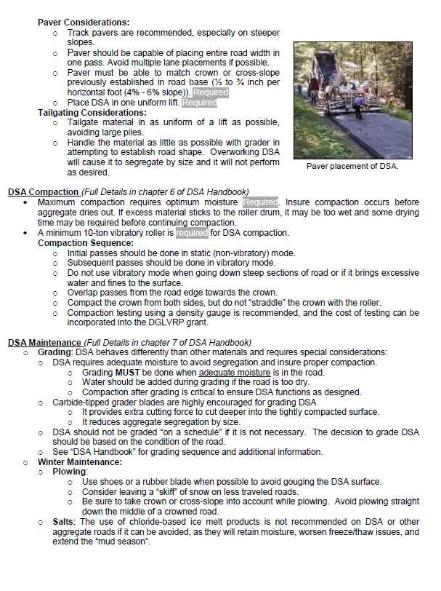 Paver Considerations:
o Track pavers are recommended, especially on steeper
slopes.
o Paver should be capable of placing entire road width in
one pass. Avoid multiple lane placements if possible.
o Paver must be able to match crown or cross-slope
previously established in road base (½ to ¾ inch per
horizontal foot (4% - 6% slope)). Required
o Place DSA in one uniform lift. Required
Tailgating Considerations:
o Tailgate material in as uniform of a lift as possible,
avoiding large piles.
o Handle the material as little as possible with grader in
attempting to establish road shape. Overworking DSA
will cause it to segregate by size and it will not perform
as desired.
Paver placement of DSA.
DSA Compaction (Full Details in chapter 6 of DSA Handbook)
• Maximum compaction requires optimum moisture Required. Insure compaction occurs before
aggregate dries out. If excess material sticks to the roller drum, it may be too wet and some drying
time may be required before continuing compaction.
• A minimum 10-ton vibratory roller is required for DSA compaction.
Compaction Sequence:
o Initial passes should be done in static (non-vibratory) mode.
o Subsequent passes should be done in vibratory mode.
o Do not use vibratory mode when going down steep sections of road or if it brings excessive
water and fines to the surface.
o Overlap passes from the road edge towards the crown.
o Compact the crown from both sides, but do not "straddle" the crown with the roller.
o Compaction testing using a density gauge is recommended, and the cost of testing can be
incorporated into the DGLVRP grant.
DSA Maintenance (Full Details in chapter 7 of DSA Handbook)
o Grading: DSA behaves differently than other materials and requires special considerations:
o DSA requires adequate moisture to avoid segregation and insure proper compaction.
o Grading MUST be done when adequate moisture is in the road.
o Water should be added during grading if the road is too dry.
o Compaction after grading is critical to ensure DSA functions as designed.
o Carbide-tipped grader blades are highly encouraged for grading DSA
o It provides extra cutting force to cut deeper into the tightly compacted surface.
o It reduces aggregate segregation by size.
o DSA should not be graded "on a schedule" if it is not necessary. The decision to grade DSA
should be based on the condition of the road.
o See "DSA Handbook" for grading sequence and additional information.
o Winter Maintenance:
o Plowing:
o Use shoes or a rubber blade when possible to avoid gouging the DSA surface.
o Consider leaving a "skiff" of snow on less traveled roads.
o Be sure to take crown or cross-slope into account while plowing. Avoid plowing straight
down the middle of a crowned road.
o Salts: The use of chloride-based ice melt products is not recommended on DSA or other
aggregate roads if it can be avoided, as they will retain moisture, worsen freeze/thaw issues, and
extend the "mud season".